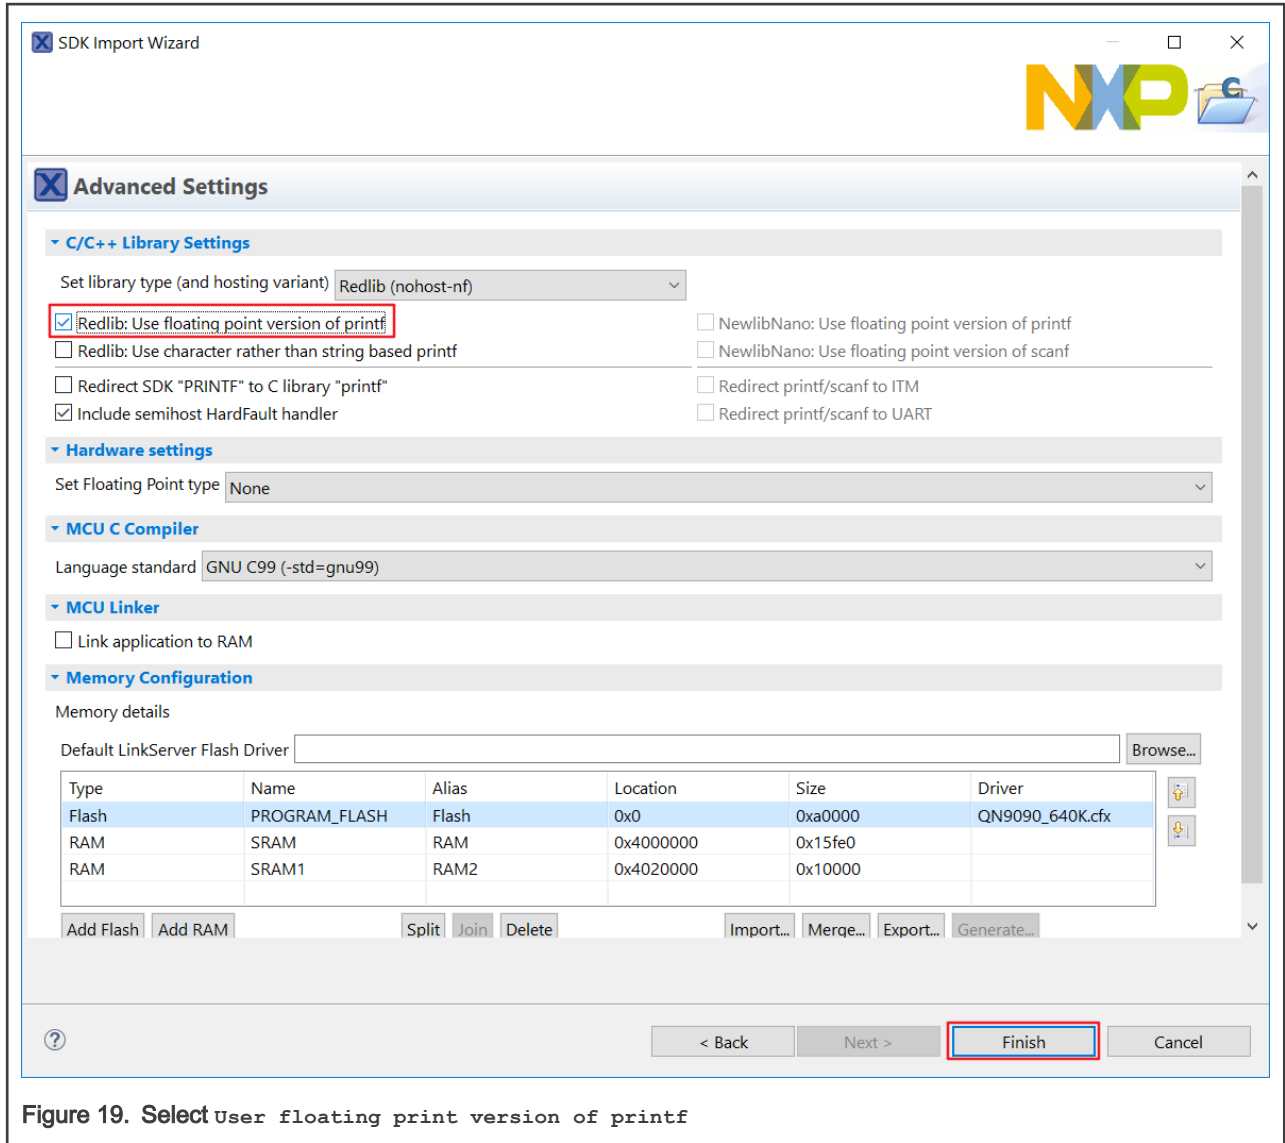 SDK Import Wizard
NXP
Advanced Settings
C/C++ Library Settings
Set library type (and hosting variant) Redlib (nohost-nf)
Redlib: Use floating point version of printf NewlibNano: Use floating point version of printf
Redlib: Use character rather than string based printf NewlibNano: Use floating point version of scanf
Redirect SDK "PRINTF" to C library "printf" Redirect printf/scanf to ITM
Include semihost HardFault handler Redirect printf/scanf to UART
Hardware settings
Set Floating Point type None
MCU C Compiler
Language standard GNU C99 (-std=gnu99)
MCU Linker
Link application to RAM
Memory Configuration
Memory details
Default LinkServer Flash Driver Browse...
Type Name Alias Location Size Driver
Flash PROGRAM_FLASH Flash 0x0 0xa0000 QN9090_640K.cfx
RAM SRAM RAM 0x4000000 0x15fe0
RAM SRAM1 RAM2 0x4020000 0x10000
Add Flash Add RAM Split Join Delete Import... Merge... Export... Generate...
< Back Next > Finish Cancel
Figure 19. Select User floating print version of printf